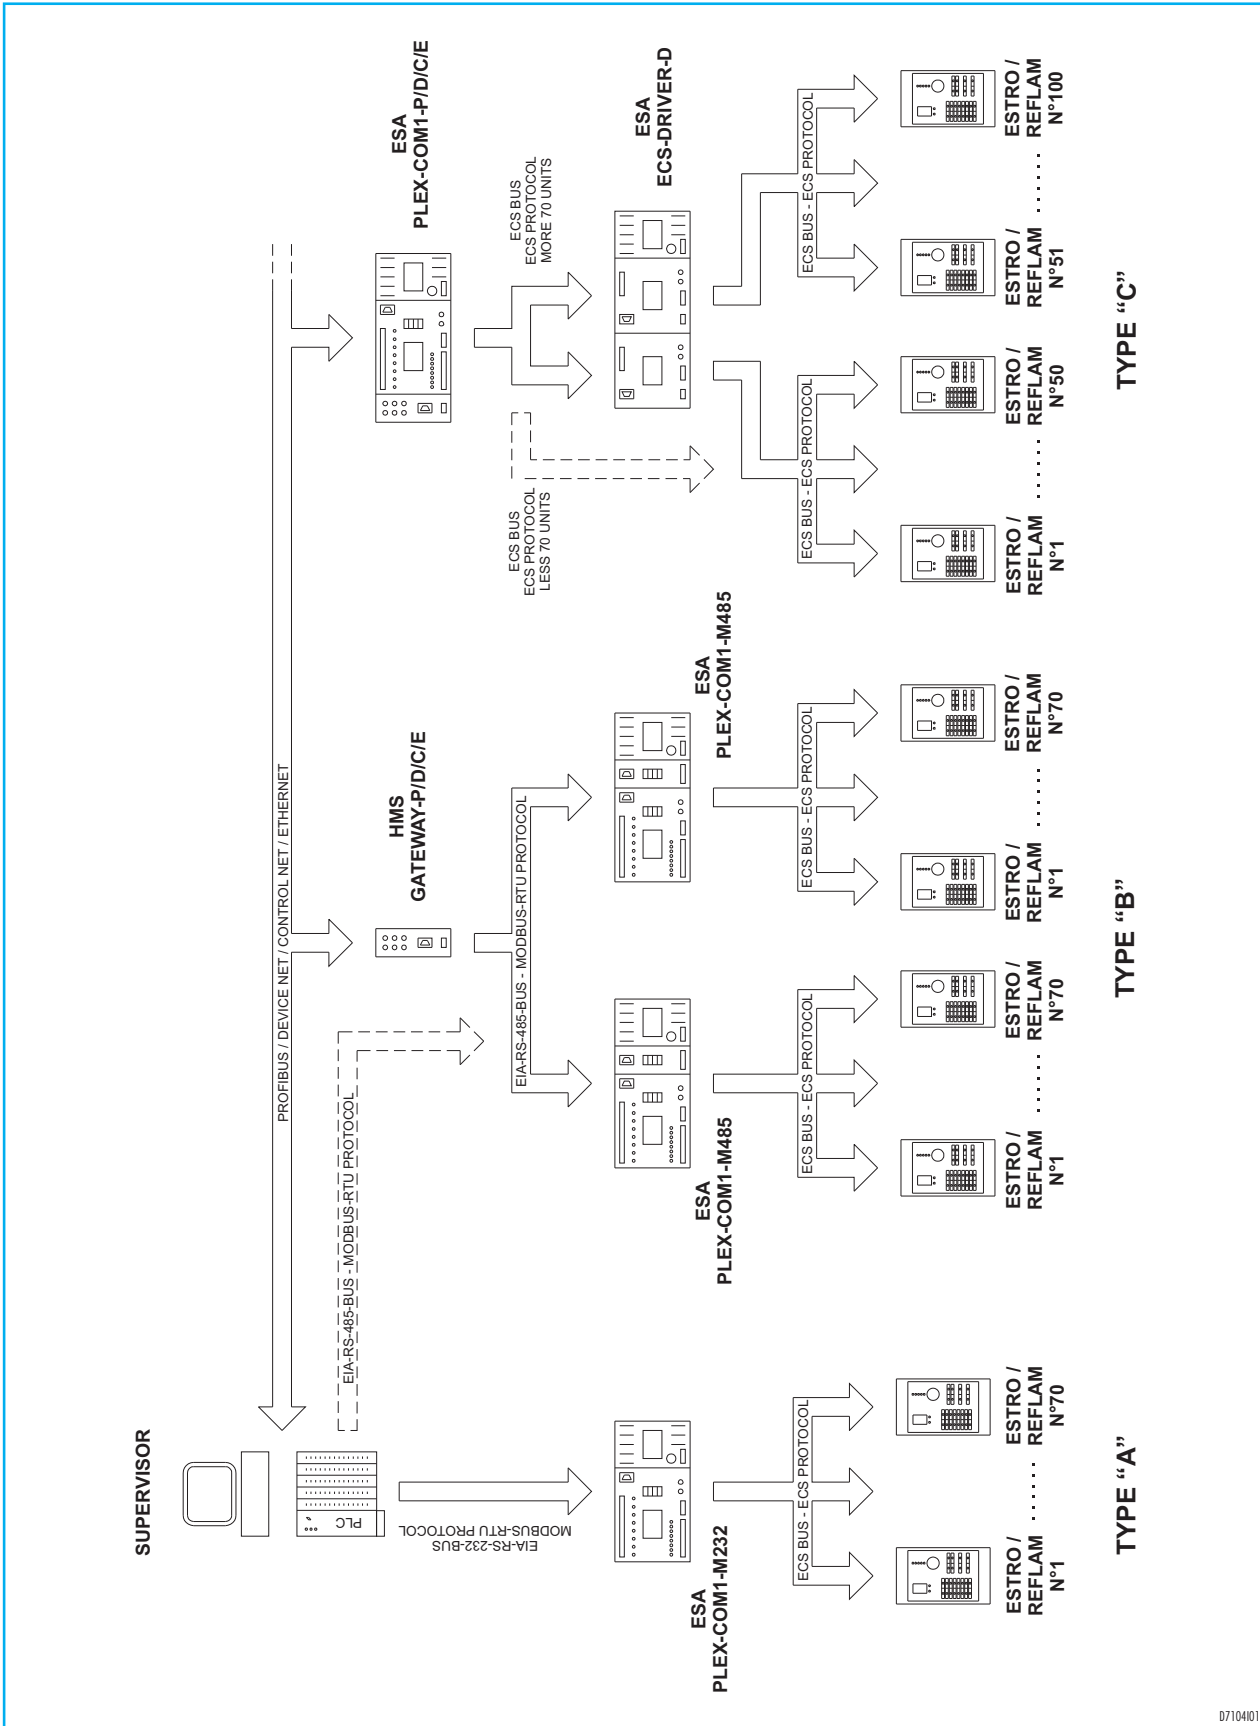 SUPERVISOR
PLC
PROFIBUS / DEVICE NET / CONTROL NET / ETHERNET
EIA-RS-485-BUS - MODBUS-RTU PROTOCOL
EIA-RS-232-BUS
MODBUS-RTU PROTOCOL
ESA
PLEX-COM1-M232
ECS BUS - ECS PROTOCOL
ESTRO /
REFLAM
N°1
......
ESTRO /
REFLAM
N°70
TYPE “A”
HMS
GATEWAY-P/D/C/E
EIA-RS-485-BUS - MODBUS-RTU PROTOCOL
ESA
PLEX-COM1-M485
ESA
PLEX-COM1-M485
ECS BUS - ECS PROTOCOL
ECS BUS - ECS PROTOCOL
ESTRO /
REFLAM
N°1
......
ESTRO /
REFLAM
N°70
ESTRO /
REFLAM
N°1
......
ESTRO /
REFLAM
N°70
TYPE “B”
ESA
PLEX-COM1-P/D/C/E
ECS BUS
ECS PROTOCOL
LESS 70 UNITS
ECS BUS
ECS PROTOCOL
MORE 70 UNITS
ESA
ECS-DRIVER-D
ECS BUS - ECS PROTOCOL
ECS BUS - ECS PROTOCOL
ESTRO /
REFLAM
N°1
......
ESTRO /
REFLAM
N°50
ESTRO /
REFLAM
N°51
......
ESTRO /
REFLAM
N°100
TYPE “C”
D7104I01